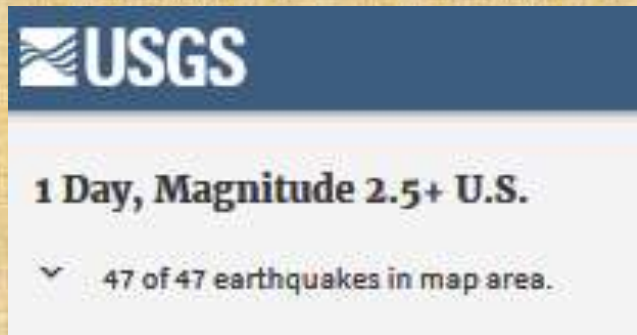 USGS
1 Day, Magnitude 2.5+ U.S.
47 of 47 earthquakes in map area.